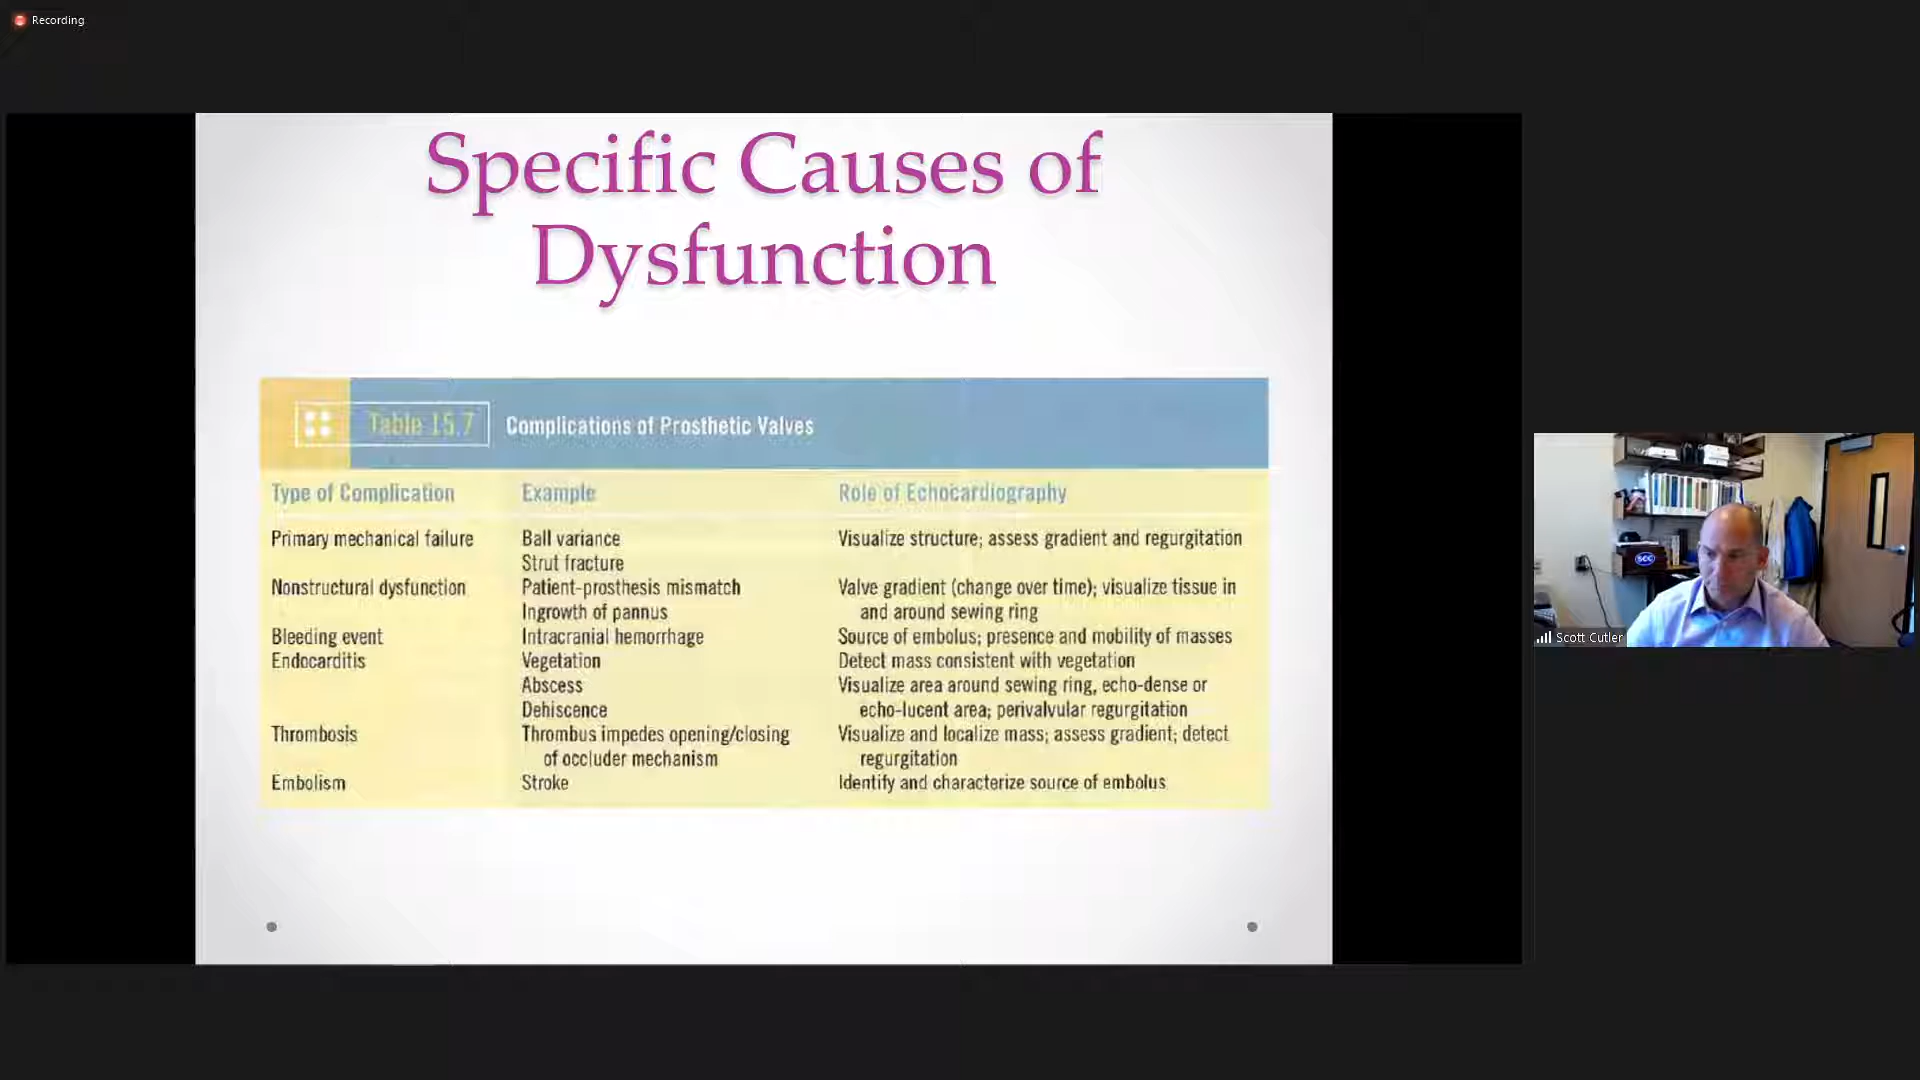 Recording
Specific Causes of
Dysfunction
Table 15.7 Complications of Prosthetic Valves
Type of Complication Example Role of Echocardiography
Primary mechanical failure Ball variance Visualize structure; assess gradient and regurgitation
Strut fracture
Nonstructural dysfunction Patient-prosthesis mismatch Valve gradient (change over time); visualize tissue in
Ingrowth of pannus and around sewing ring
Bleeding event Intracranial hemorrhage Source of embolus; presence and mobility of masses
Endocarditis Vegetation Detect mass consistent with vegetation
Abscess Visualize area around sewing ring, echo-dense or
Dehiscence echo-lucent area; perivalvular regurgitation
Thrombosis Thrombus impedes opening/closing Visualize and localize mass; assess gradient; detect
of occluder mechanism regurgitation
Embolism Stroke Identify and characterize source of embolus
SCC
Scott Cutler